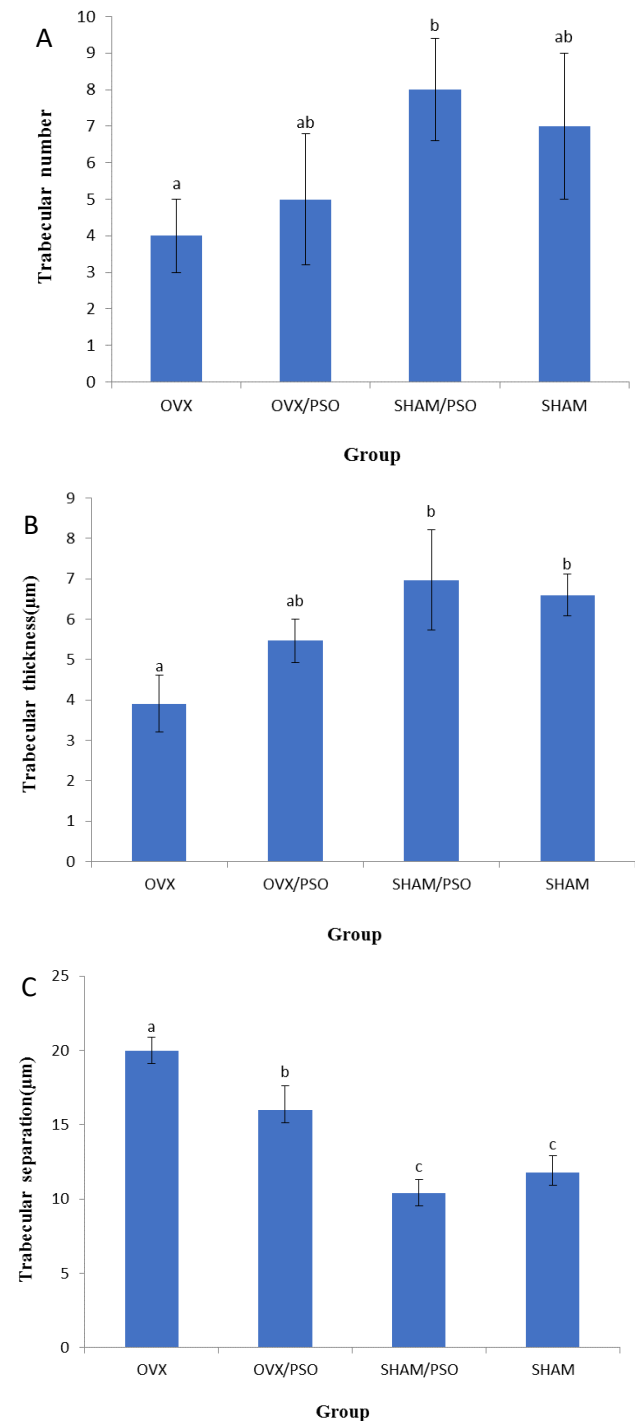 A
Trabecular number
10
9
8
7
6
5
4
3
2
1
0
a
ab
b
ab
OVX
OVX/PSO
SHAM/PSO
SHAM
Group
B
Trabecular thickness(µm)
9
8
7
6
5
4
3
2
1
0
a
ab
b
b
OVX
OVX/PSO
SHAM/PSO
SHAM
Group
C
Trabecular separation(µm)
25
20
15
10
5
0
a
b
c
c
OVX
OVX/PSO
SHAM/PSO
SHAM
Group